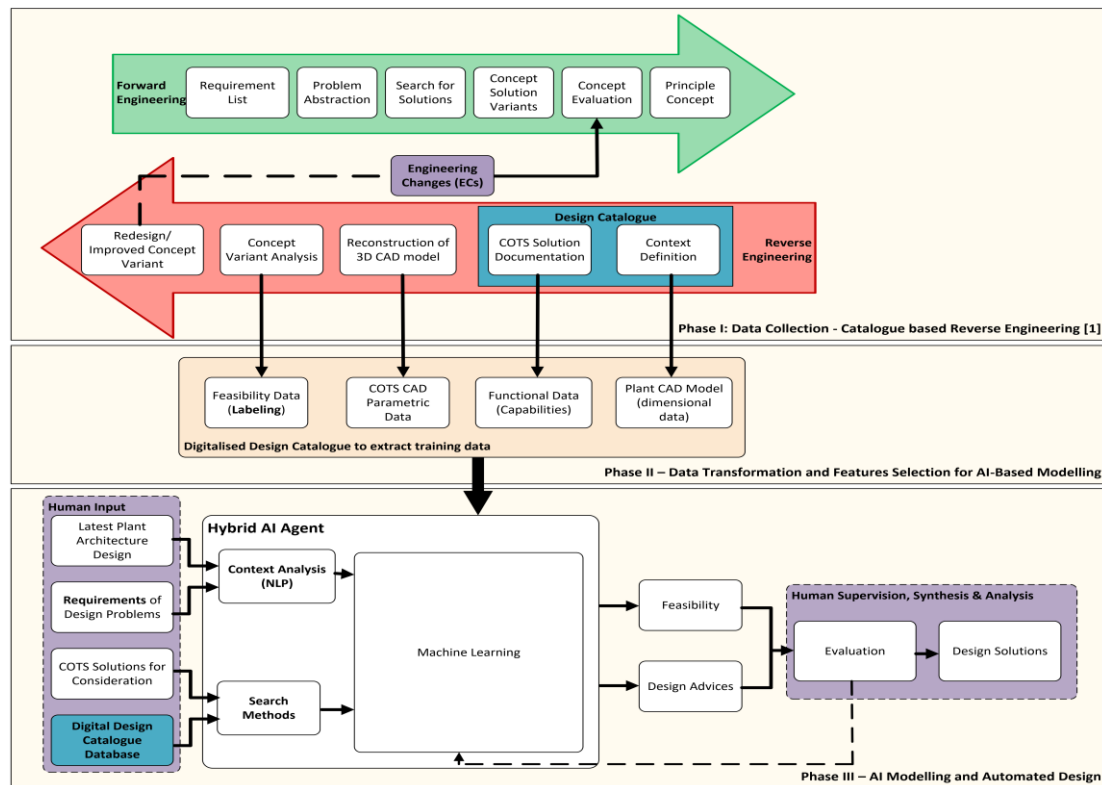 Forward
Engineering
Requirement
List
Problem
Abstraction
Search for
Solutions
Concept
Solution
Variants
Concept
Evaluation
Principle
Concept
Engineering
Changes (ECs)
Redesign/
Improved Concept
Variant
Concept
Variant Analysis
Reconstruction of
3D CAD model
Design Catalogue
COTS Solution
Documentation
Context
Definition
Reverse
Engineering
Phase I: Data Collection - Catalogue based Reverse Engineering [1]
Feasibility Data
(Labeling)
COTS CAD
Parametric
Data
Functional Data
(Capabilities)
Plant CAD Model
(dimensional
data)
Digitalised Design Catalogue to extract training data
Phase II – Data Transformation and Features Selection for AI-Based Modelling
Human Input
Latest Plant
Architecture
Design
Requirements of
Design Problems
COTS Solutions for
Consideration
Digital Design
Catalogue
Database
Hybrid AI Agent
Context Analysis
(NLP)
Search
Methods
Machine Learning
Feasibility
Design Advices
Human Supervision, Synthesis & Analysis
Evaluation
Design Solutions
Phase III – AI Modelling and Automated Design